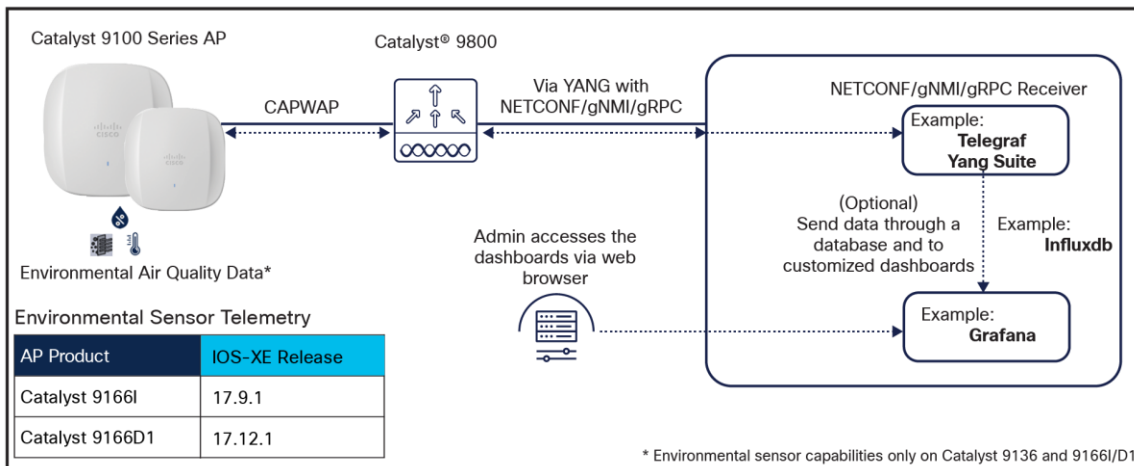 Catalyst 9100 Series AP
Catalyst® 9800
CAPWAP
Via YANG with
NETCONF/gNMI/gRPC
NETCONF/gNMI/gRPC Receiver
Example:
Telegraf
Yang Suite
(Optional)
Send data through a
database and to
customized dashboards
Example:
Influxdb
Example:
Grafana
Admin accesses the
dashboards via web
browser
cisco
cisco
%
Environmental Air Quality Data*
Environmental Sensor Telemetry
AP Product IOS-XE Release
Catalyst 9166I 17.9.1
Catalyst 9166D1 17.12.1
* Environmental sensor capabilities only on Catalyst 9136 and 9166I/D1